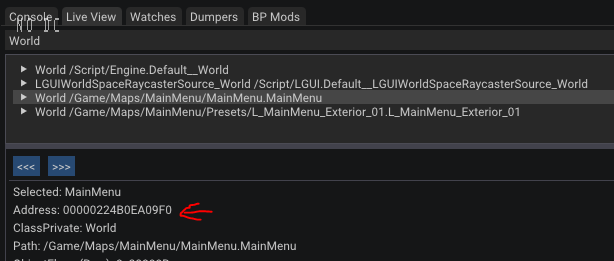 Console Live View Watches Dumpers BP Mods
NO DC
World
World /Script/Engine.Default__World
LGUIWorldSpaceRaycasterSource_World /Script/LGUI.Default__LGUIWorldSpaceRaycasterSource_World
World /Game/Maps/MainMenu/MainMenu.MainMenu
World /Game/Maps/MainMenu/Presets/L_MainMenu_Exterior_01.L_MainMenu_Exterior_01
<<< >>>
Selected: MainMenu
Address: 00000224B0EA09F0
ClassPrivate: World
Path: /Game/Maps/MainMenu/MainMenu.MainMenu